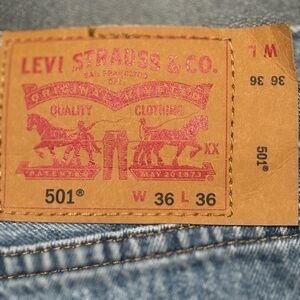 LEVI STRAUSS & CO.
SAN FRANCISCO
CAL.
ORIGINAL RIVETED
QUALITY CLOTHING
XX
PATENTED MAY 20 1873
501® W 36 L 36
W L
36 36
501®